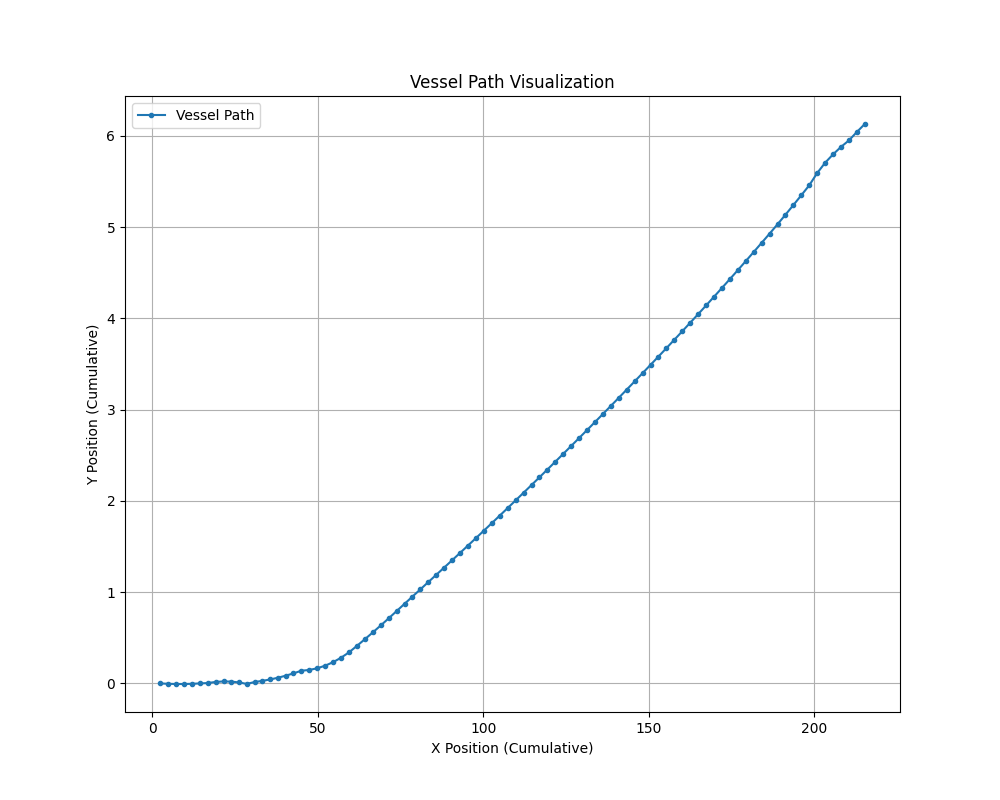 Vessel Path Visualization
Vessel Path
Y Position (Cumulative)
6
5
4
3
2
1
0
0 50 100 150 200
X Position (Cumulative)